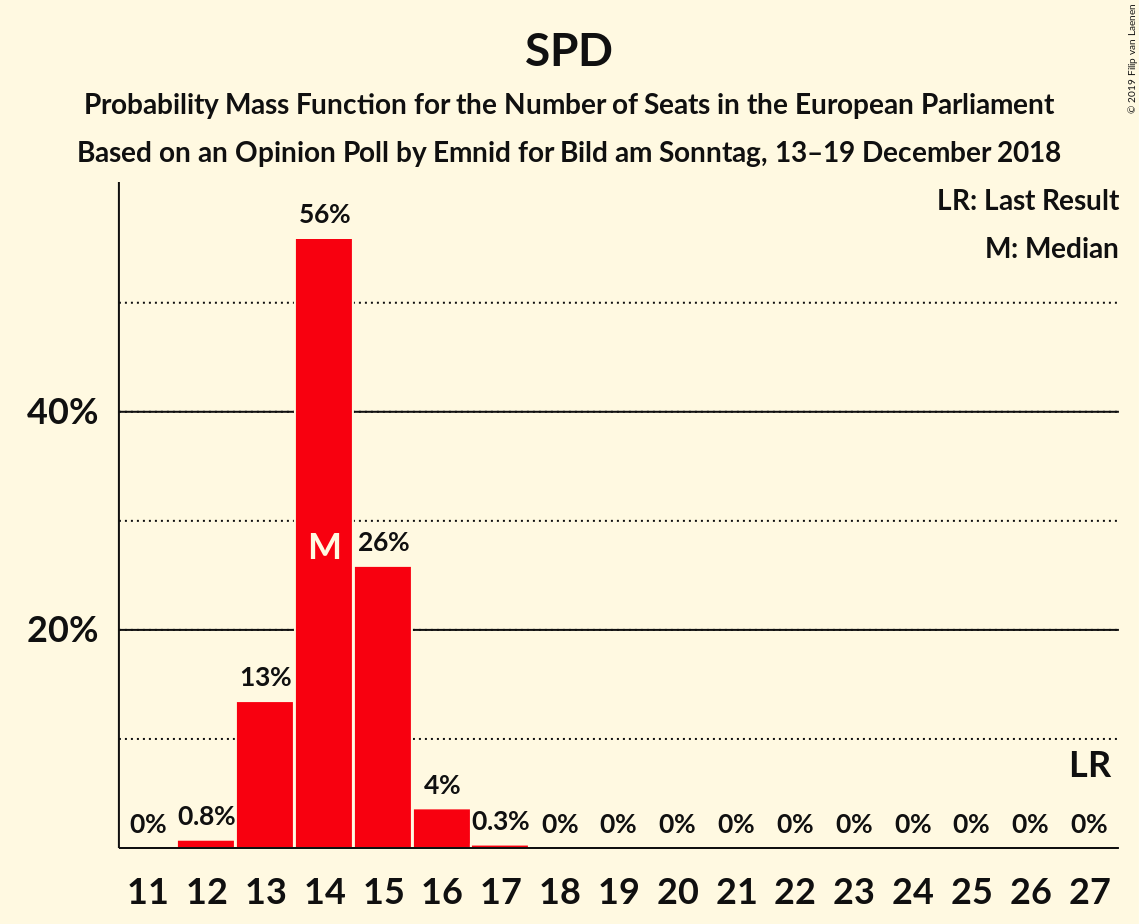 SPD
Probability Mass Function for the Number of Seats in the European Parliament
Based on an Opinion Poll by Emnid for Bild am Sonntag, 13–19 December 2018
© 2019 Filip van Laenen
LR: Last Result
M: Median
56%
40%
M
26%
20%
13%
LR
4%
0% 0.8% 0.3% 0% 0% 0% 0% 0% 0% 0% 0% 0% 0%
11 12 13 14 15 16 17 18 19 20 21 22 23 24 25 26 27